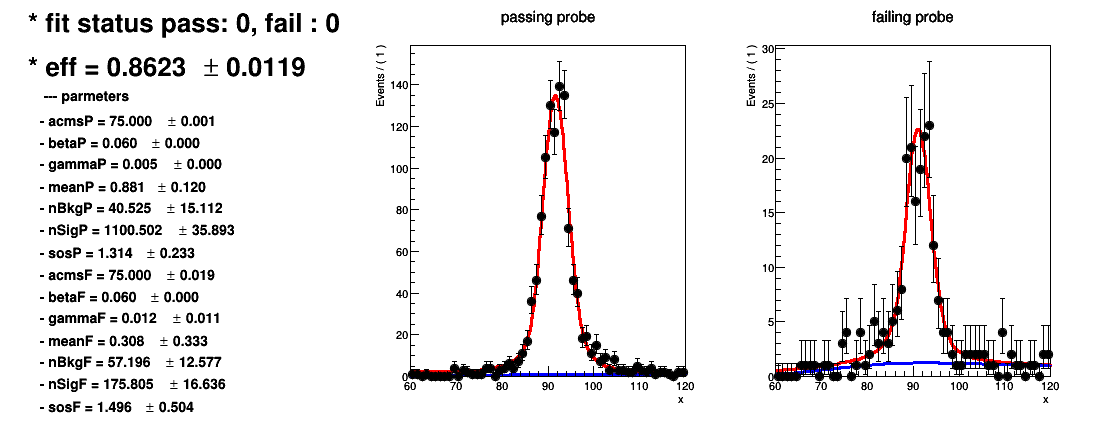 * fit status pass: 0, fail : 0
* eff = 0.8623 ± 0.0119
--- parmeters
- acmsP = 75.000 ± 0.001
- betaP = 0.060 ± 0.000
- gammaP = 0.005 ± 0.000
- meanP = 0.881 ± 0.120
- nBkgP = 40.525 ± 15.112
- nSigP = 1100.502 ± 35.893
- sosP = 1.314 ± 0.233
- acmsF = 75.000 ± 0.019
- betaF = 0.060 ± 0.000
- gammaF = 0.012 ± 0.011
- meanF = 0.308 ± 0.333
- nBkgF = 57.196 ± 12.577
- nSigF = 175.805 ± 16.636
- sosF = 1.496 ± 0.504
passing probe
Events / ( 1 )
140
120
100
80
60
40
20
0
60 70 80 90 100 110 120
x
failing probe
Events / ( 1 )
30
25
20
15
10
5
0
60 70 80 90 100 110 120
x